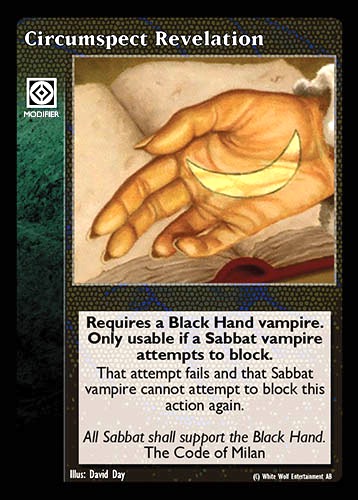 Circumspect Revelation
MODIFIER
Requires a Black Hand vampire.
Only usable if a Sabbat vampire
attempts to block.
That attempt fails and that Sabbat
vampire cannot attempt to block this
action again.
All Sabbat shall support the Black Hand.
The Code of Milan
Illus: David Day
(C) White Wolf Entertainment AB